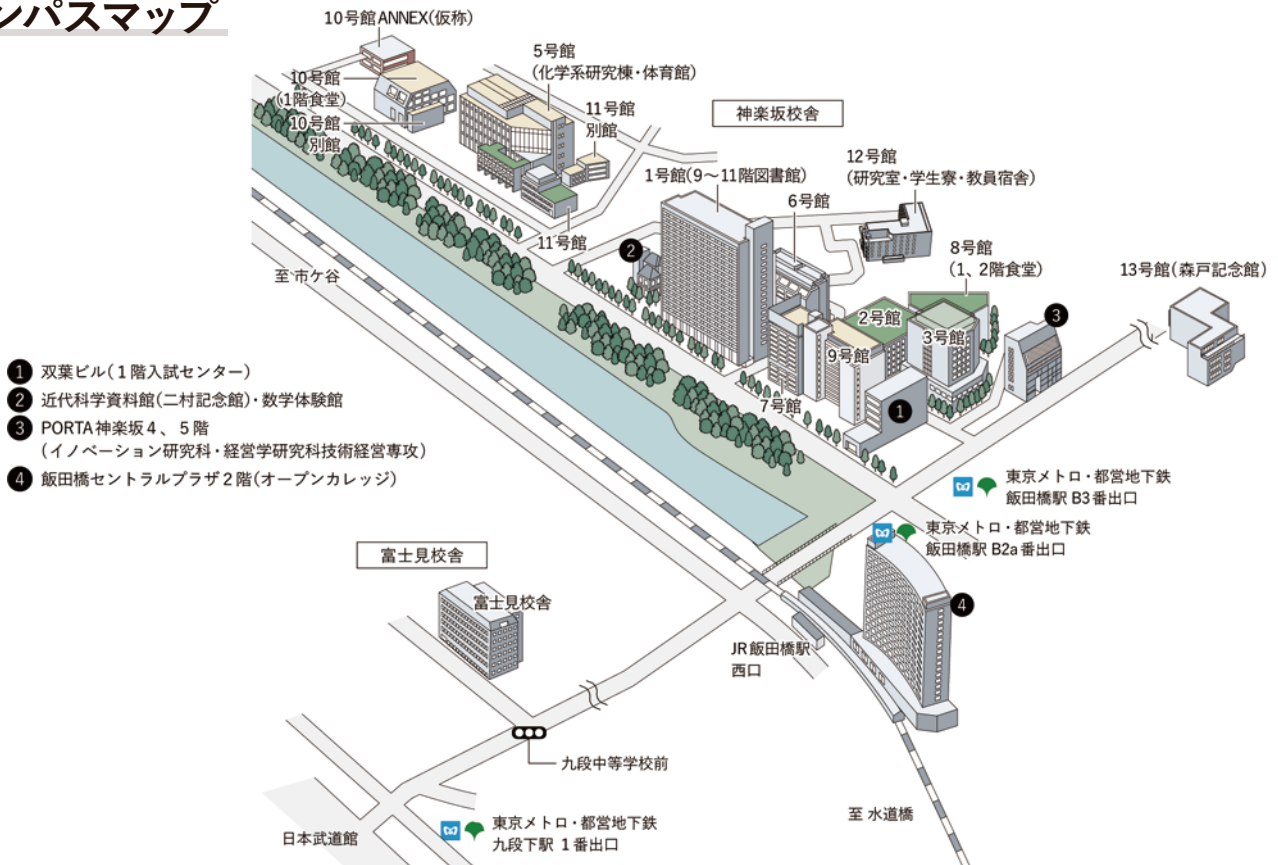 ンパスマップ
10号館ANNEX(仮称)
5号館
(化学系研究棟・体育館)
10号館
(1階食堂)
10号館
別館
11号館
別館
神楽坂校舎
12号館
(研究室・学生寮・教員宿舎)
1号館(9〜11階図書館)
6号館
11号館
2
8号館
(1、2階食堂)
13号館(森戸記念館)
至 市ケ谷
3
2号館
3号館
9号館
7号館
1
1 双葉ビル(1階入試センター)
2 近代科学資料館(二村記念館)・数学体験館
3 PORTA神楽坂4、5階
(イノベーション研究科・経営学研究科技術経営専攻)
4 飯田橋セントラルプラザ2階(オープンカレッジ)
東京メトロ・都営地下鉄
飯田橋駅 B3番出口
東京メトロ・都営地下鉄
飯田橋駅 B2a番出口
富士見校舎
富士見校舎
4
JR飯田橋駅
西口
九段中等学校前
至 水道橋
日本武道館
東京メトロ・都営地下鉄
九段下駅 1番出口